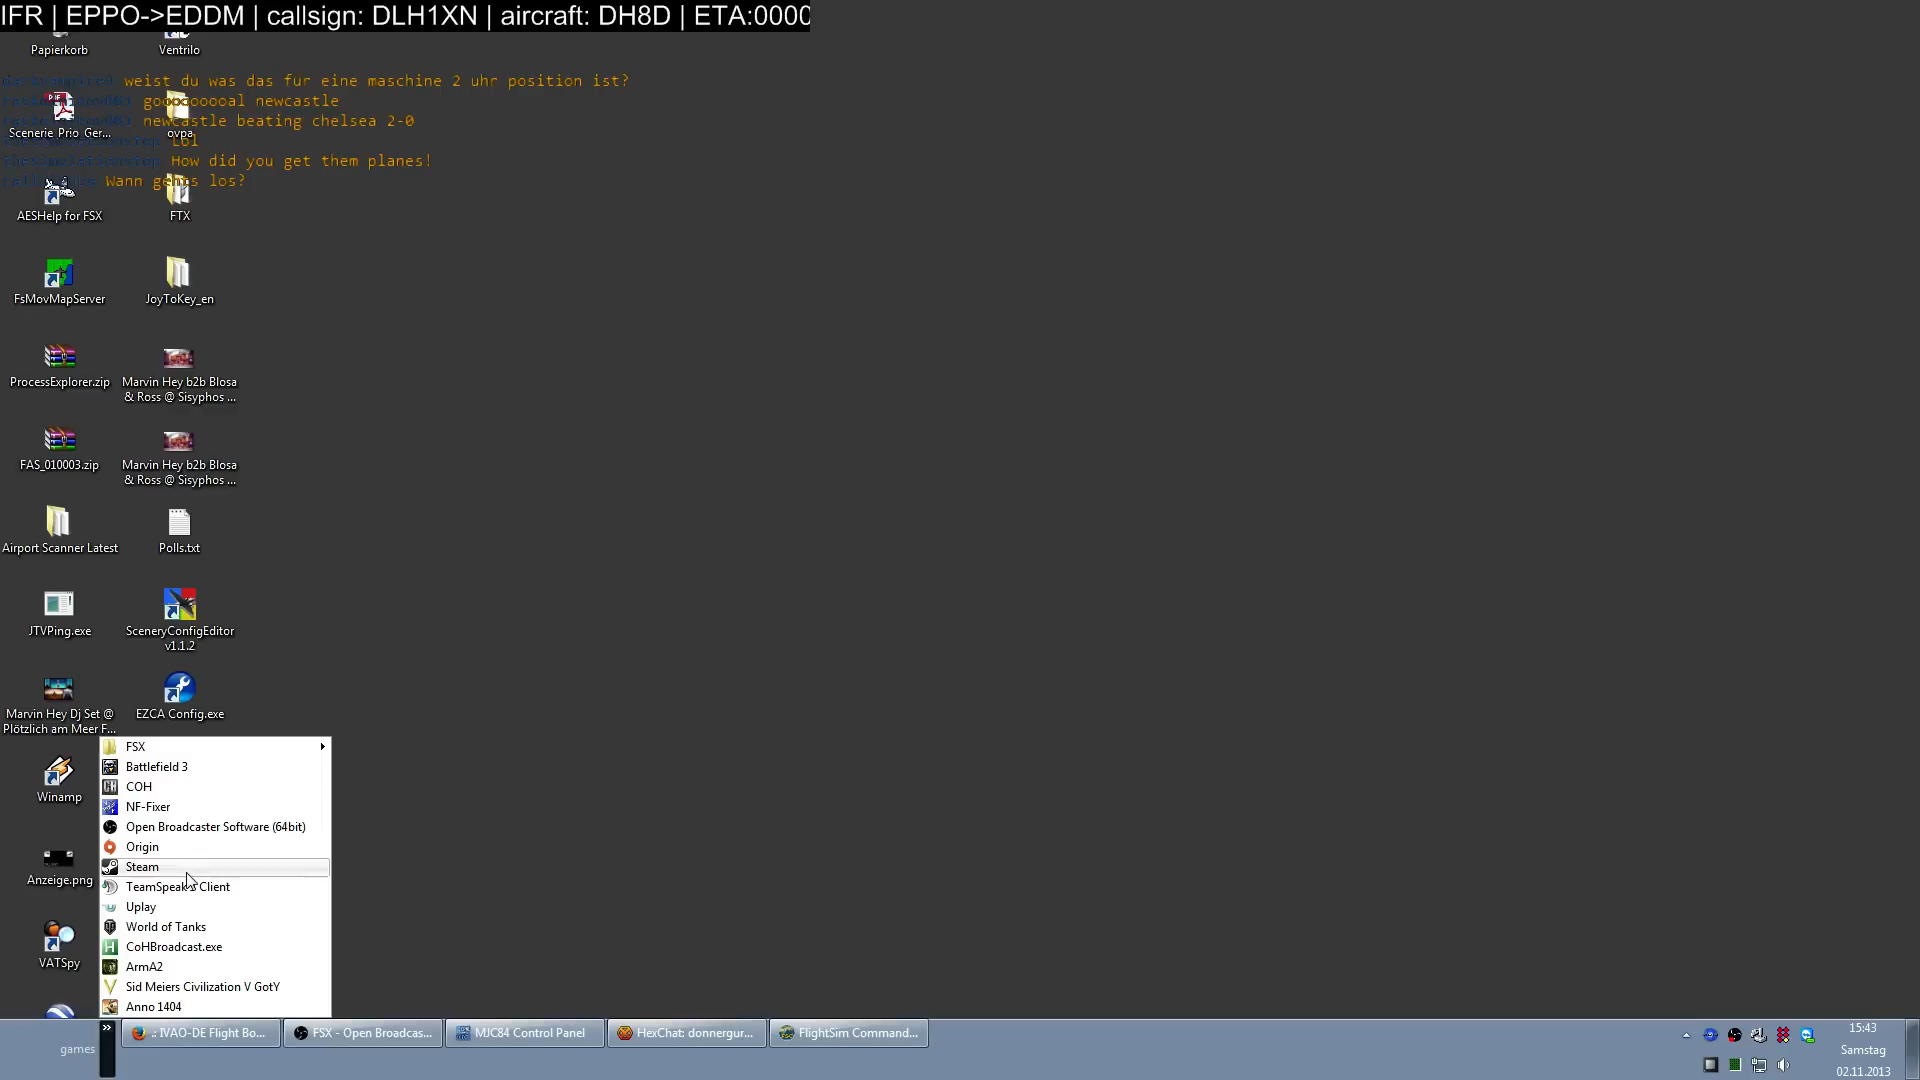 IFR | EPPO->EDDM | callsign: DLH1XN | aircraft: DH8D | ETA:0000
Papierkorb
Ventrilo
weist du was das fur eine maschine 2 uhr position ist?
goooooooal newcastle
newcastle beating chelsea 2-0
Scenerie_Prio_Ger...
ovpa
How did you get them planes!
Wann gehts los?
AESHelp for FSX
FTX
FsMovMapServer
JoyToKey_en
ProcessExplorer.zip
Marvin Hey b2b Blosa
& Ross @ Sisyphos ...
FAS_010003.zip
Marvin Hey b2b Blosa
& Ross @ Sisyphos ...
Airport Scanner Latest
Polls.txt
JTVPing.exe
SceneryConfigEditor
v1.1.2
Marvin Hey Dj Set @
Plötzlich am Meer F...
EZCA Config.exe
Winamp
Anzeige.png
VATSpy
FSX
Battlefield 3
COH
NF-Fixer
Open Broadcaster Software (64bit)
Origin
Steam
Client
Uplay
World of Tanks
CoHBroadcast.exe
ArmA2
Sid Meiers Civilization V GotY
Anno 1404
games
.: IVAO-DE Flight Bo...
FSX - Open Broadcas...
MJC84 Control Panel
HexChat: donnergur...
FlightSim Command...
15:43
Samstag
02.11.2013